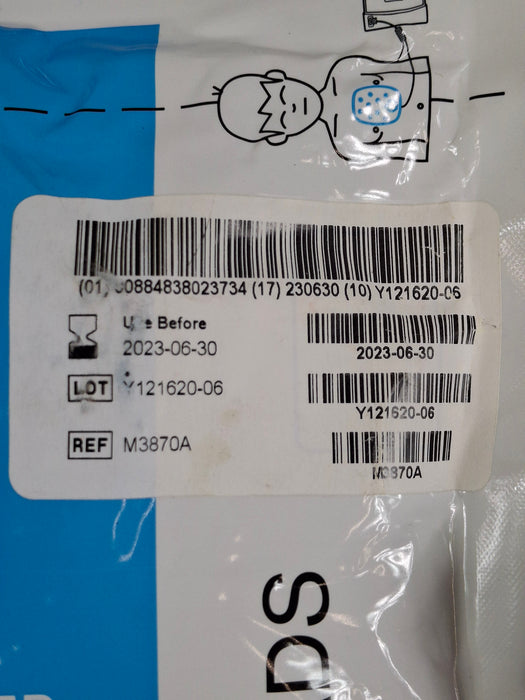 (01) 00884838023734 (17) 230630 (10) Y121620-06
Use Before
2023-06-30
2023-06-30
LOT Y121620-06
Y121620-06
REF M3870A
M3870A
DS